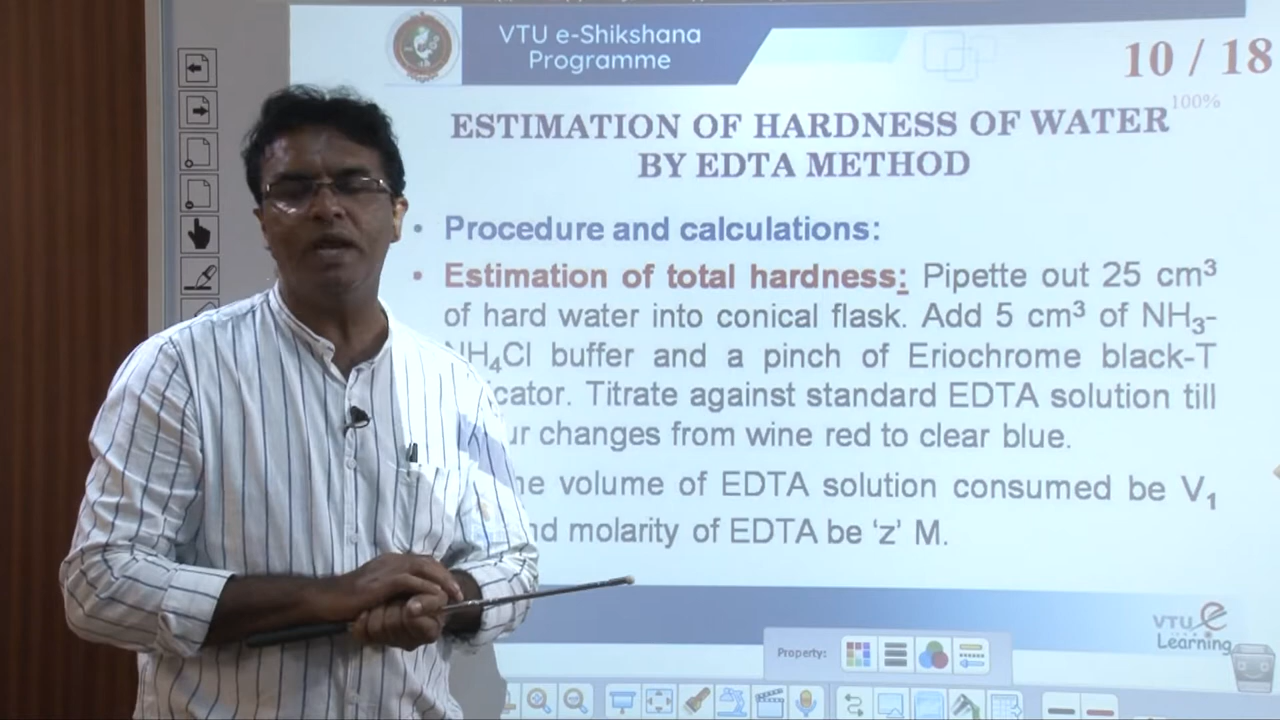 VTU e-Shikshana
Programme
10 / 18
100%
ESTIMATION OF HARDNESS OF WATER
BY EDTA METHOD
• Procedure and calculations:
• Estimation of total hardness: Pipette out 25 cm³
of hard water into conical flask. Add 5 cm³ of NH₃-
NH₄Cl buffer and a pinch of Eriochrome black-T
Titrate against standard EDTA solution till
changes from wine red to clear blue.
volume of EDTA solution consumed be V₁
molarity of EDTA be ‘z’ M.
VTU e
Learning
Property: